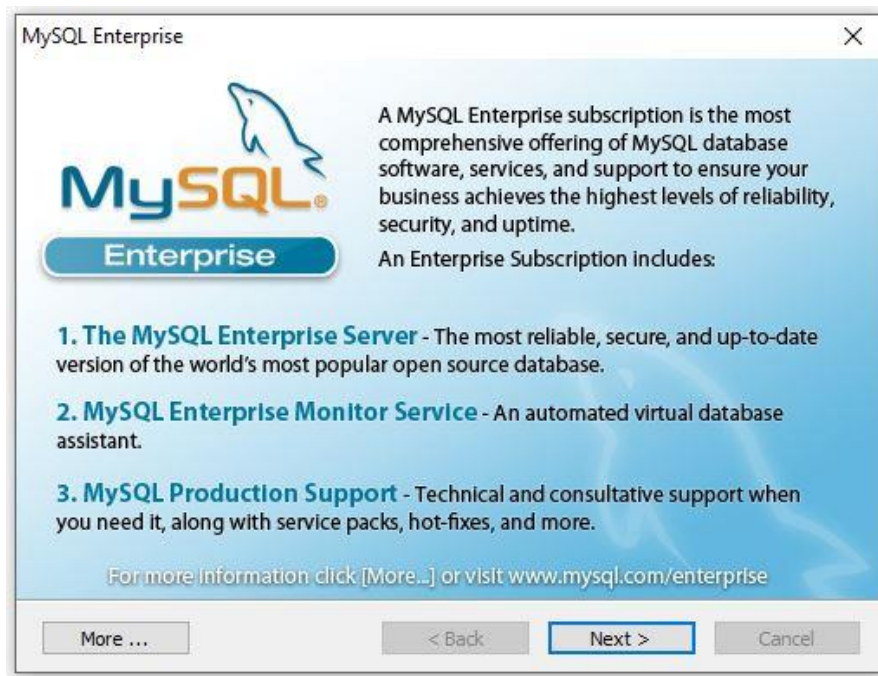 MySQL Enterprise
MySQL®
Enterprise
A MySQL Enterprise subscription is the most
comprehensive offering of MySQL database
software, services, and support to ensure your
business achieves the highest levels of reliability,
security, and uptime.
An Enterprise Subscription includes:
1. The MySQL Enterprise Server - The most reliable, secure, and up-to-date
version of the world's most popular open source database.
2. MySQL Enterprise Monitor Service - An automated virtual database
assistant.
3. MySQL Production Support - Technical and consultative support when
you need it, along with service packs, hot-fixes, and more.
For more information click [More...] or visit www.mysql.com/enterprise
More ...
< Back
Next >
Cancel